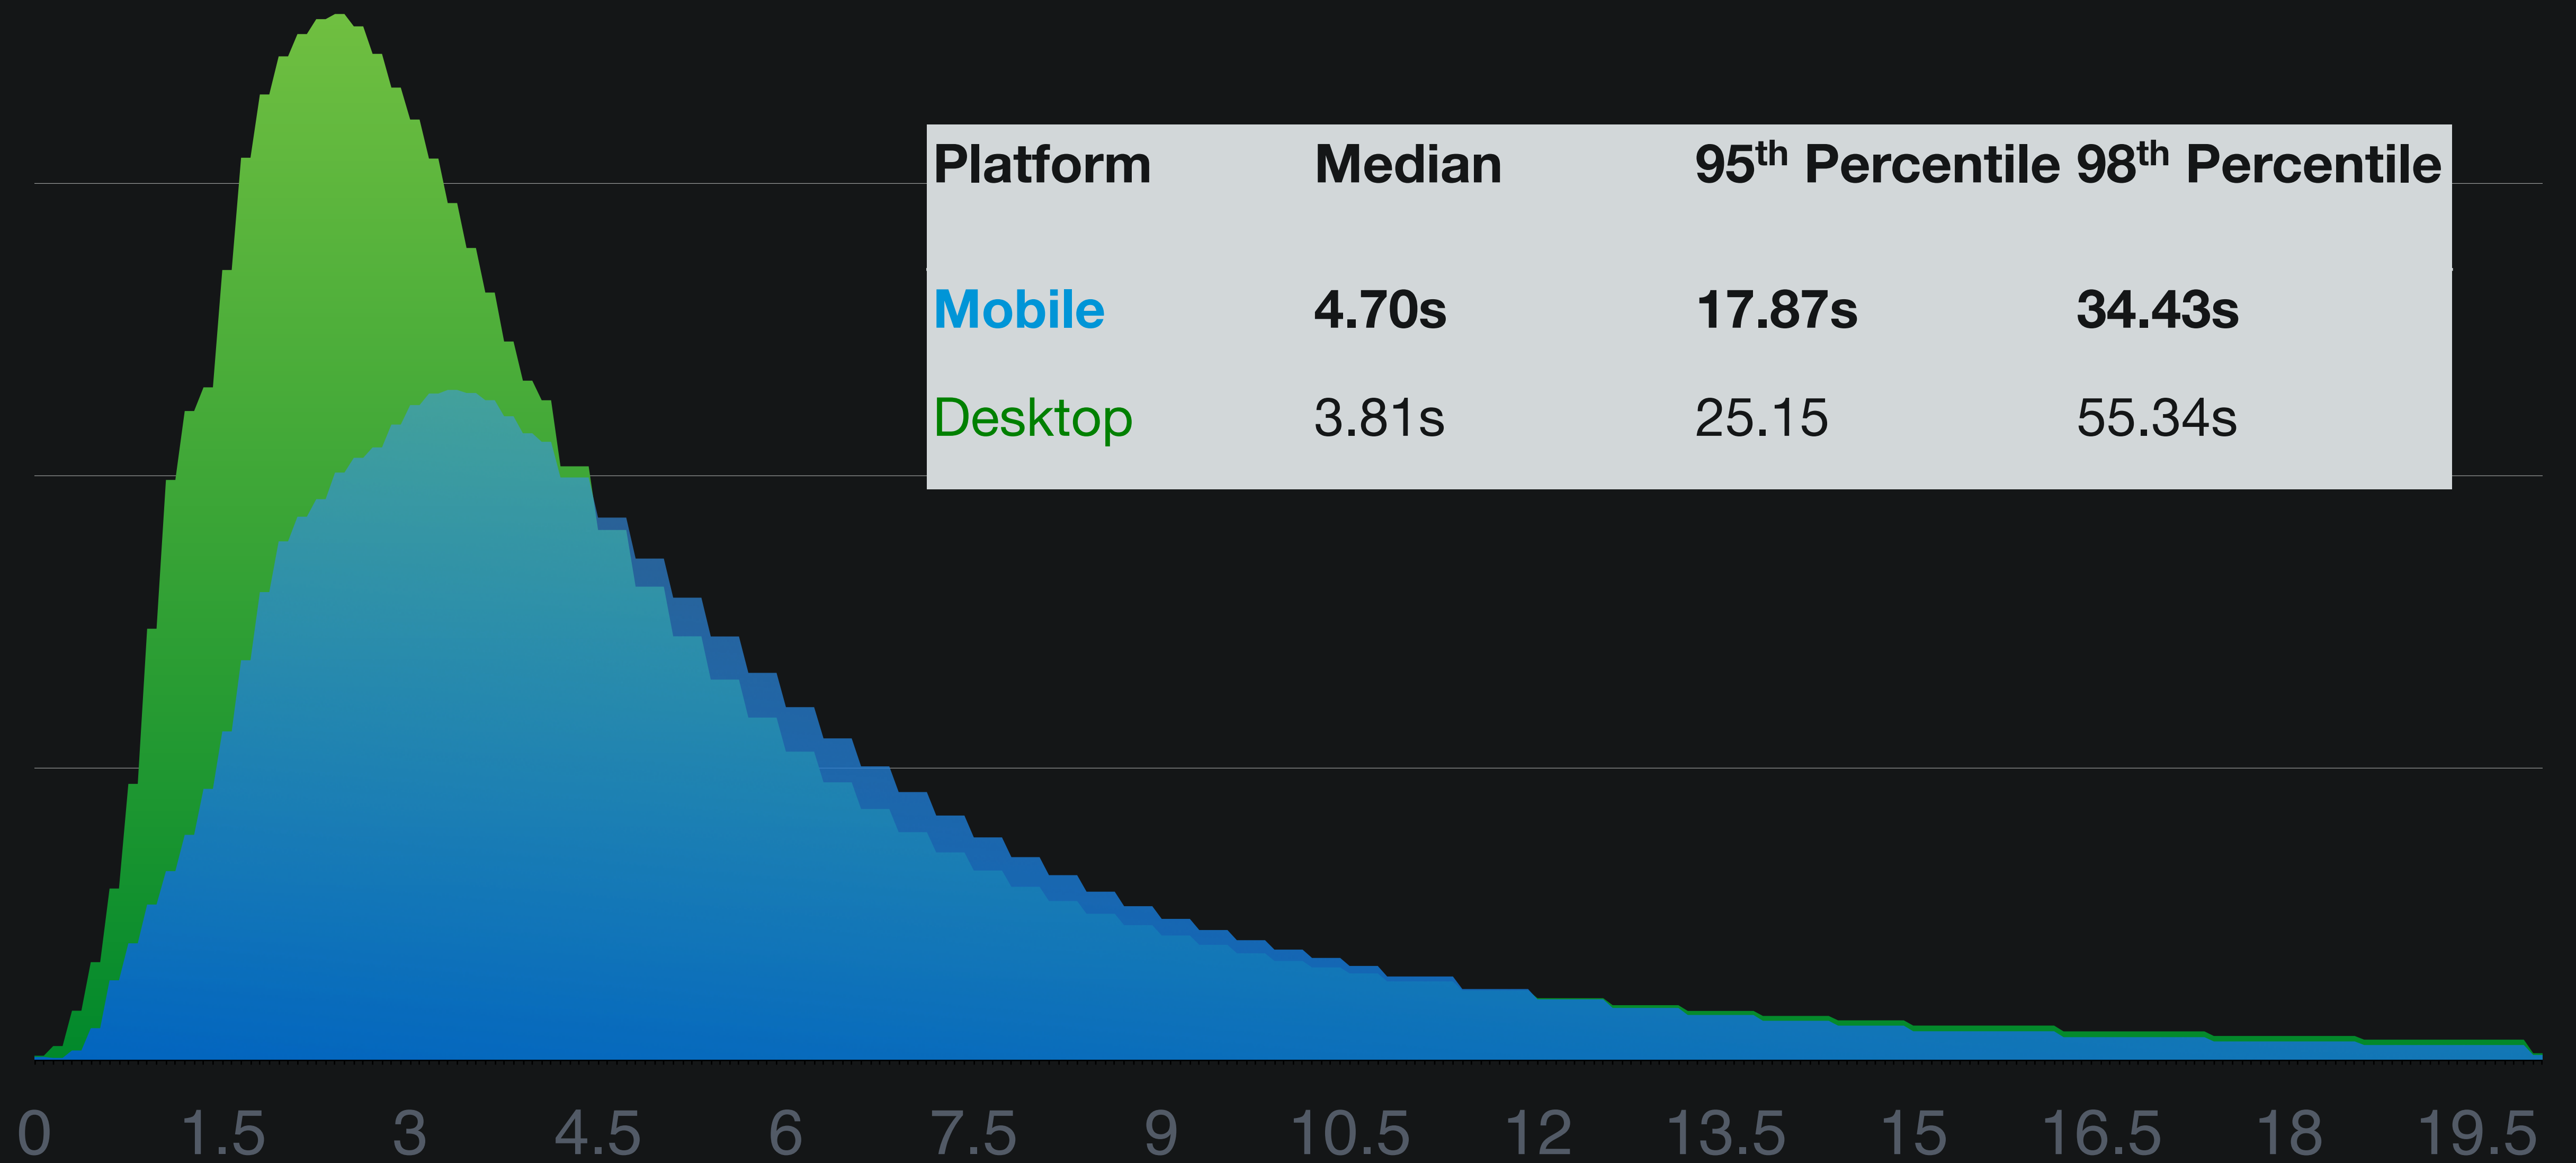 Platform Median 95th Percentile 98th Percentile
Mobile 4.70s 17.87s 34.43s
Desktop 3.81s 25.15 55.34s
0 1.5 3 4.5 6 7.5 9 10.5 12 13.5 15 16.5 18 19.5